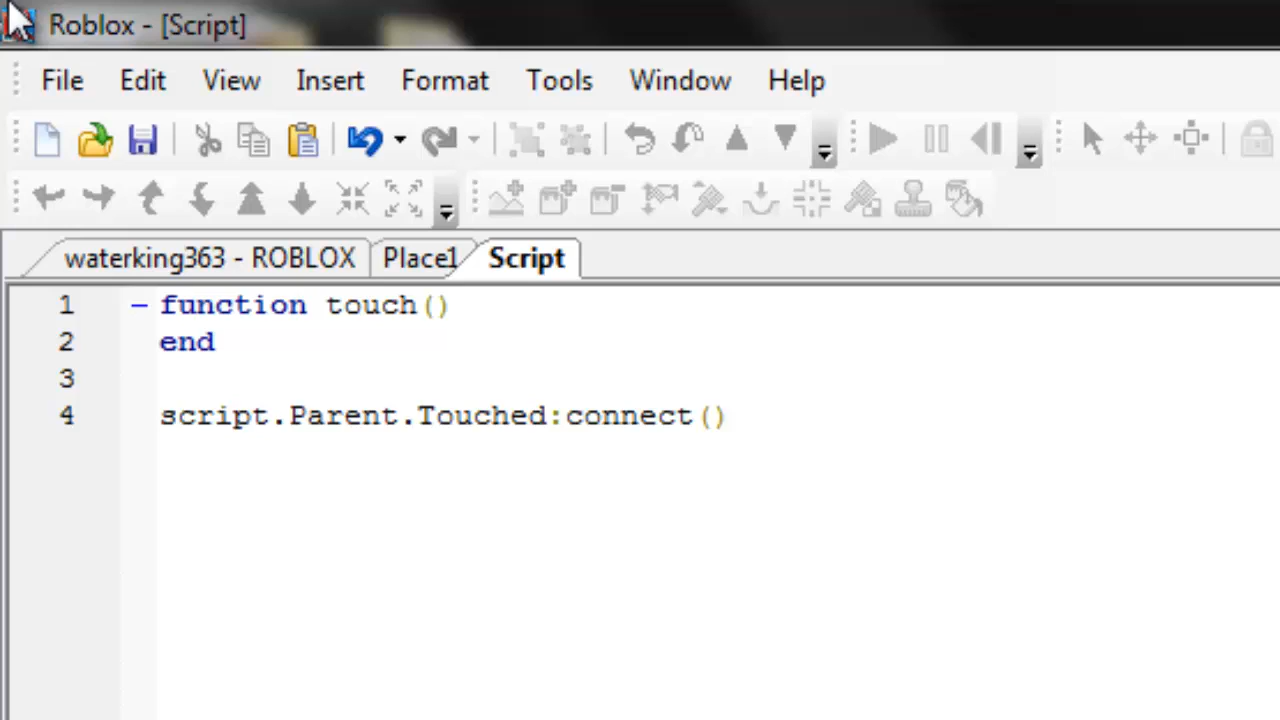 Roblox - [Script]
File Edit View Insert Format Tools Window Help
waterking363 - ROBLOX Place1 Script
1 function touch()
2 end
3
4 script.Parent.Touched:connect()